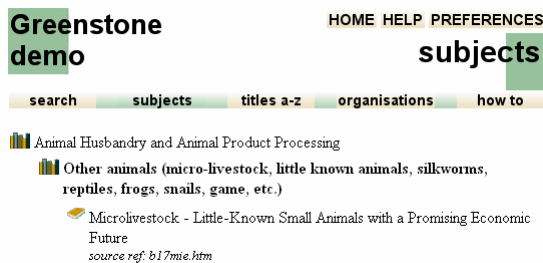 Greenstone demo
HOME HELP PREFERENCES
subjects
search subjects titles a-z organisations how to
Animal Husbandry and Animal Product Processing
Other animals (micro-livestock, little known animals, silkworms,
reptiles, frogs, snails, game, etc.)
Microlivestock - Little-Known Small Animals with a Promising Economic
Future
source ref: b17mie.htm